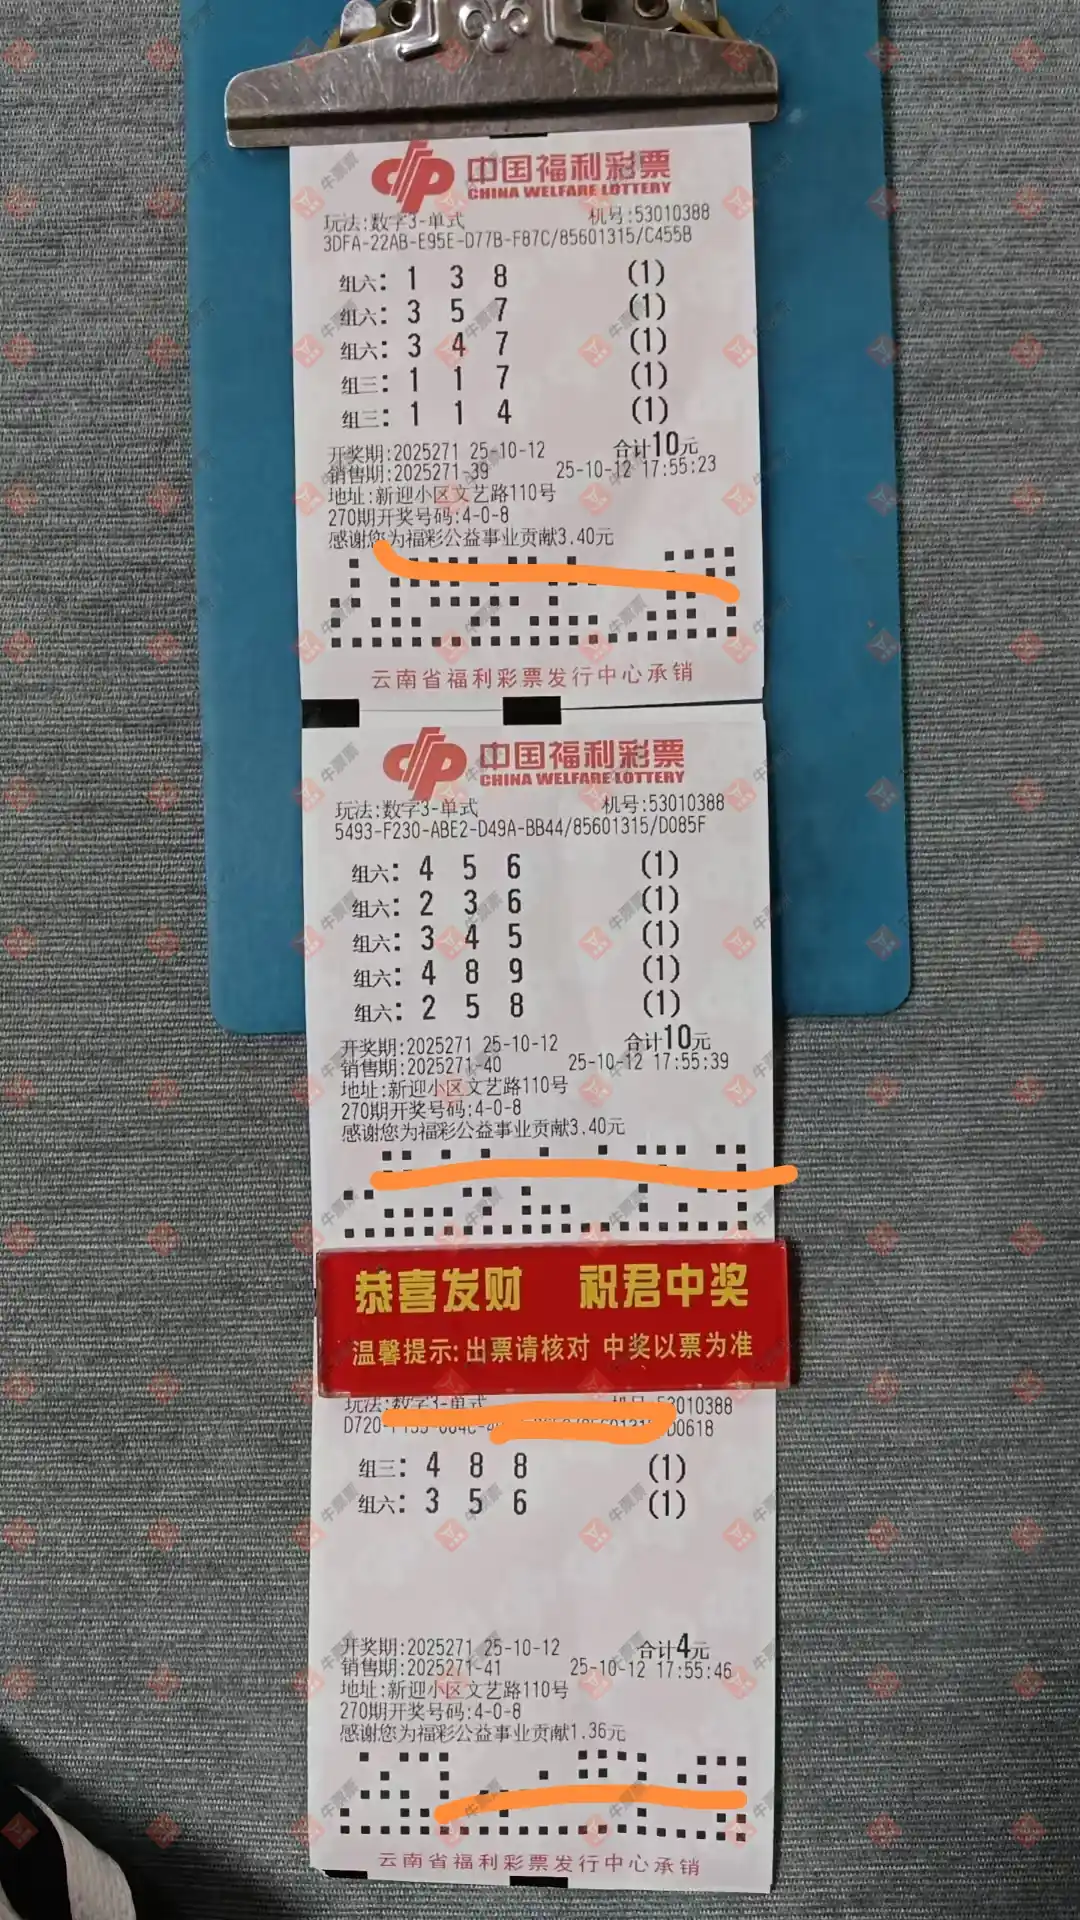 中国福利彩票
CHINA WELFARE LOTTERY
玩法:数字3-单式 机号:53010388
3DFA-22AB-E95E-D77B-F87C/85601315/C455B
组六: 1 3 8 (1)
组六: 3 5 7 (1)
组六: 3 4 7 (1)
组三: 1 1 7 (1)
组三: 1 1 4 (1)
开奖期:2025271 25-10-12 合计10元
销售期:2025271-39 25-10-12 17:55:23
地址:新迎小区文艺路110号
270期开奖号码:4-0-8
感谢您为福彩公益事业贡献3.40元
云南省福利彩票发行中心承销
中国福利彩票
CHINA WELFARE LOTTERY
玩法:数字3-单式 机号:53010388
5493-F230-ABE2-D49A-BB44/85601315/D085F
组六: 4 5 6 (1)
组六: 2 3 6 (1)
组六: 3 4 5 (1)
组六: 4 8 9 (1)
组六: 2 5 8 (1)
开奖期:2025271 25-10-12 合计10元
销售期:2025271-40 25-10-12 17:55:39
地址:新迎小区文艺路110号
270期开奖号码:4-0-8
感谢您为福彩公益事业贡献3.40元
恭喜发财 祝君中奖
温馨提示:出票请核对 中奖以票为准
玩法:数字3-单式 机号:53010388
D0618
组三: 4 8 8 (1)
组六: 3 5 6 (1)
开奖期:2025271 25-10-12 合计4元
销售期:2025271-41 25-10-12 17:55:46
地址:新迎小区文艺路110号
270期开奖号码:4-0-8
感谢您为福彩公益事业贡献1.36元
云南省福利彩票发行中心承销